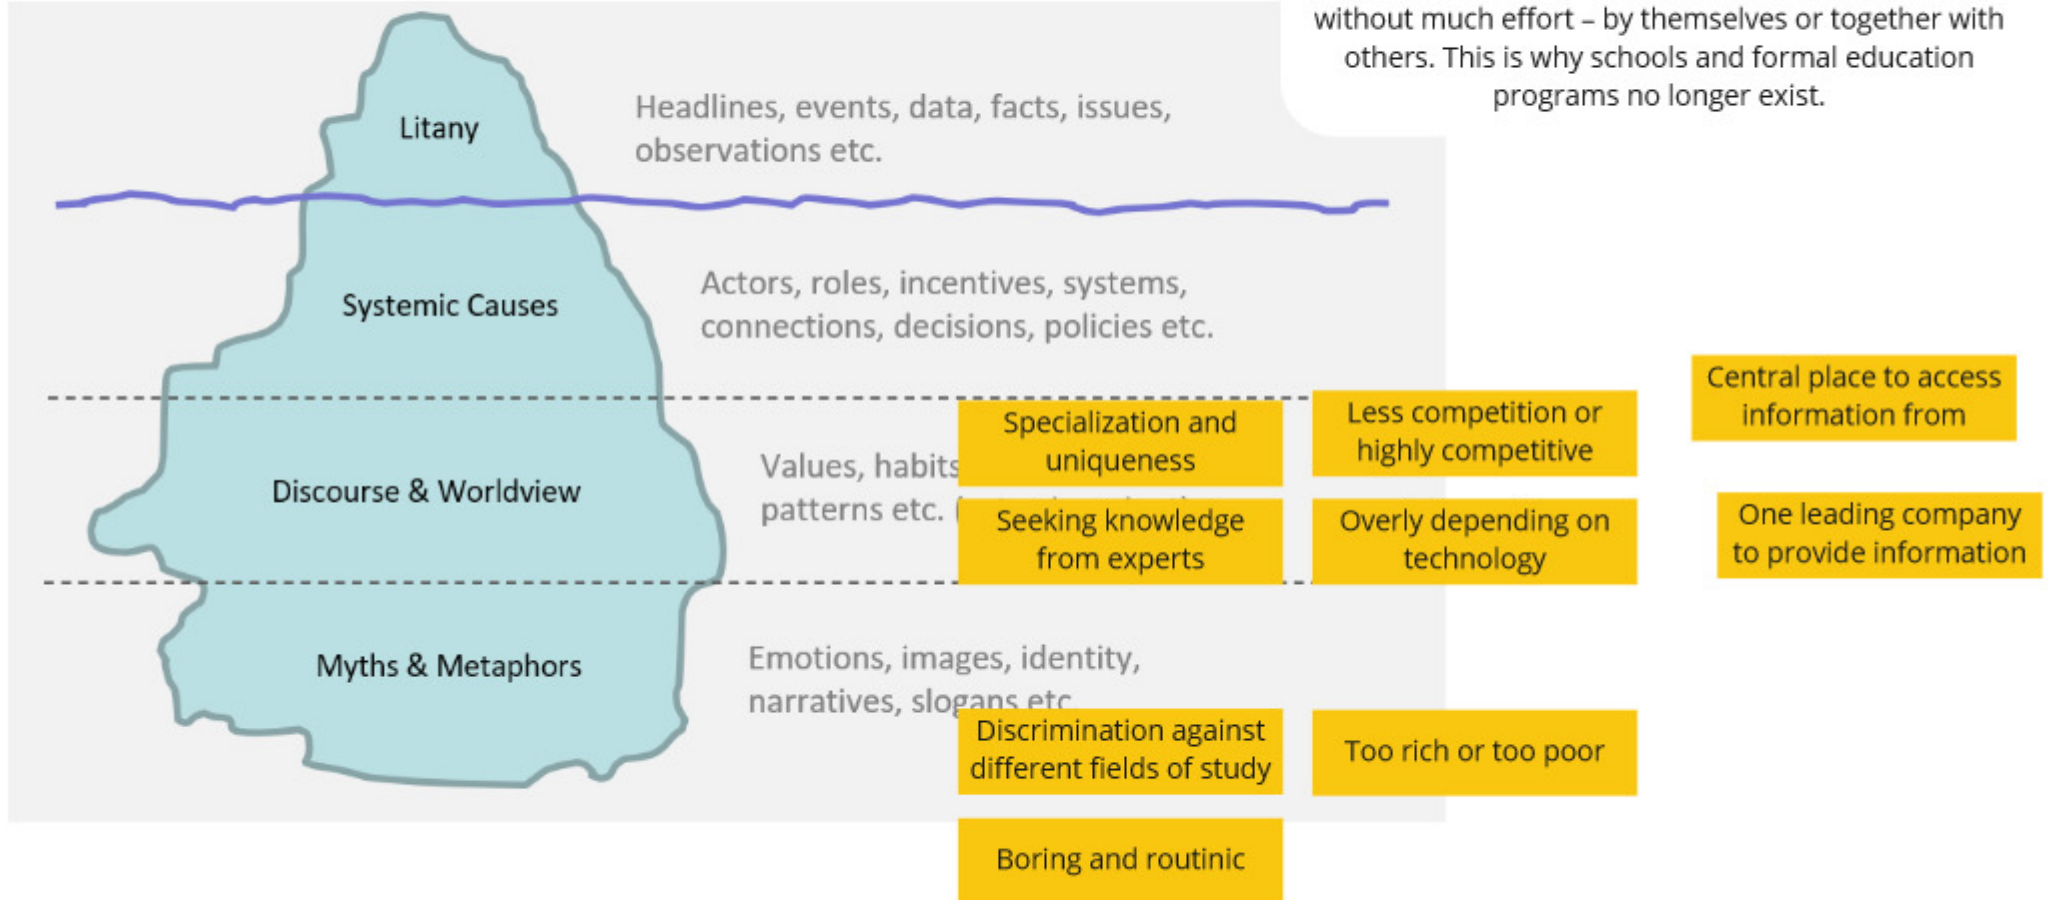 without much effort – by themselves or together with
others. This is why schools and formal education
programs no longer exist.
Litany
Headlines, events, data, facts, issues,
observations etc.
Systemic Causes
Actors, roles, incentives, systems,
connections, decisions, policies etc.
Central place to access
information from
Less competition or
highly competitive
Specialization and
uniqueness
Discourse & Worldview
Values, habits
patterns etc.
Seeking knowledge
from experts
Overly depending on
technology
One leading company
to provide information
Myths & Metaphors
Emotions, images, identity,
narratives, slogans etc
Discrimination against
different fields of study
Too rich or too poor
Boring and routinic